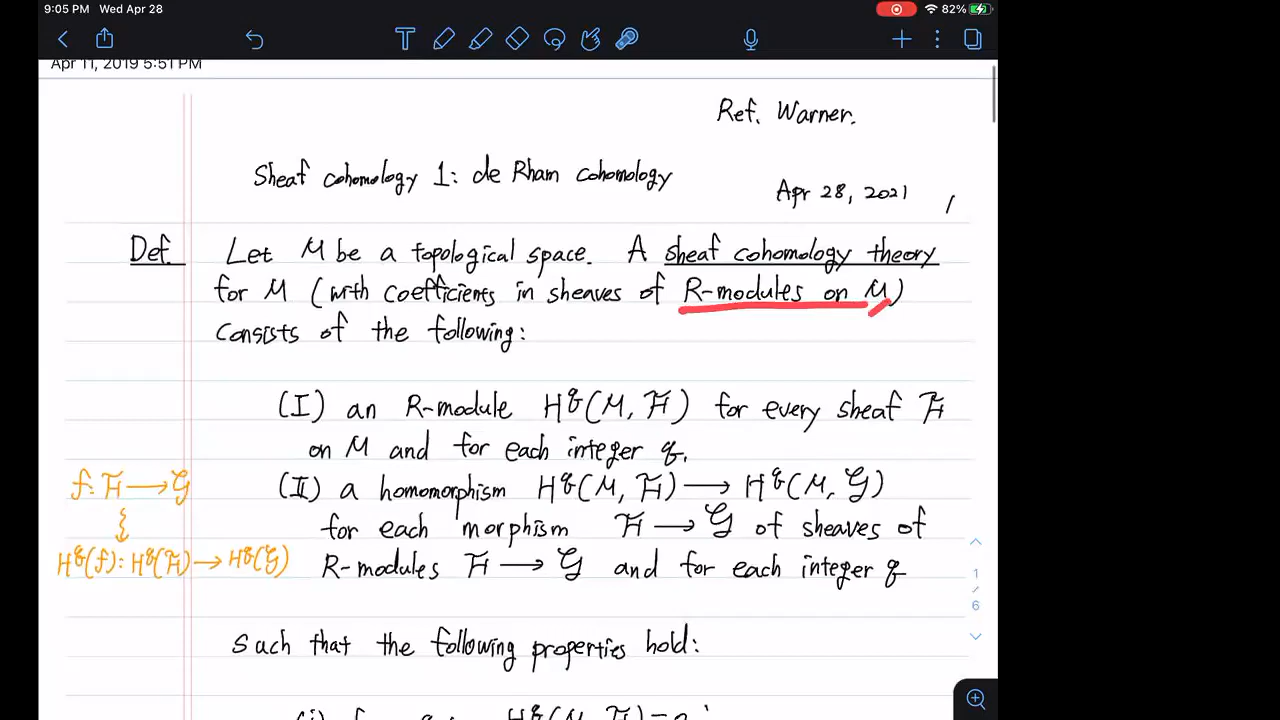 9:05 PM Wed Apr 28
82%
Apr 11, 2019 5:51 PM
Ref. Warner.
Sheaf cohomology 1: de Rham cohomology
Apr 28, 2021 1
Def. Let M be a topological space. A sheaf cohomology theory
for M (with coefficients in sheaves of R-modules on M)
consists of the following:
(I) an R-module H^q(M, ℱ) for every sheaf ℱ
on M and for each integer q.
f: ℱ → 𝒢
(II) a homomorphism H^q(M, ℱ) → H^q(M, 𝒢)
for each morphism ℱ → 𝒢 of sheaves of
H^q(f): H^q(ℱ) → H^q(𝒢)
R-modules ℱ → 𝒢 and for each integer q
1
/
6
Such that the following properties hold: